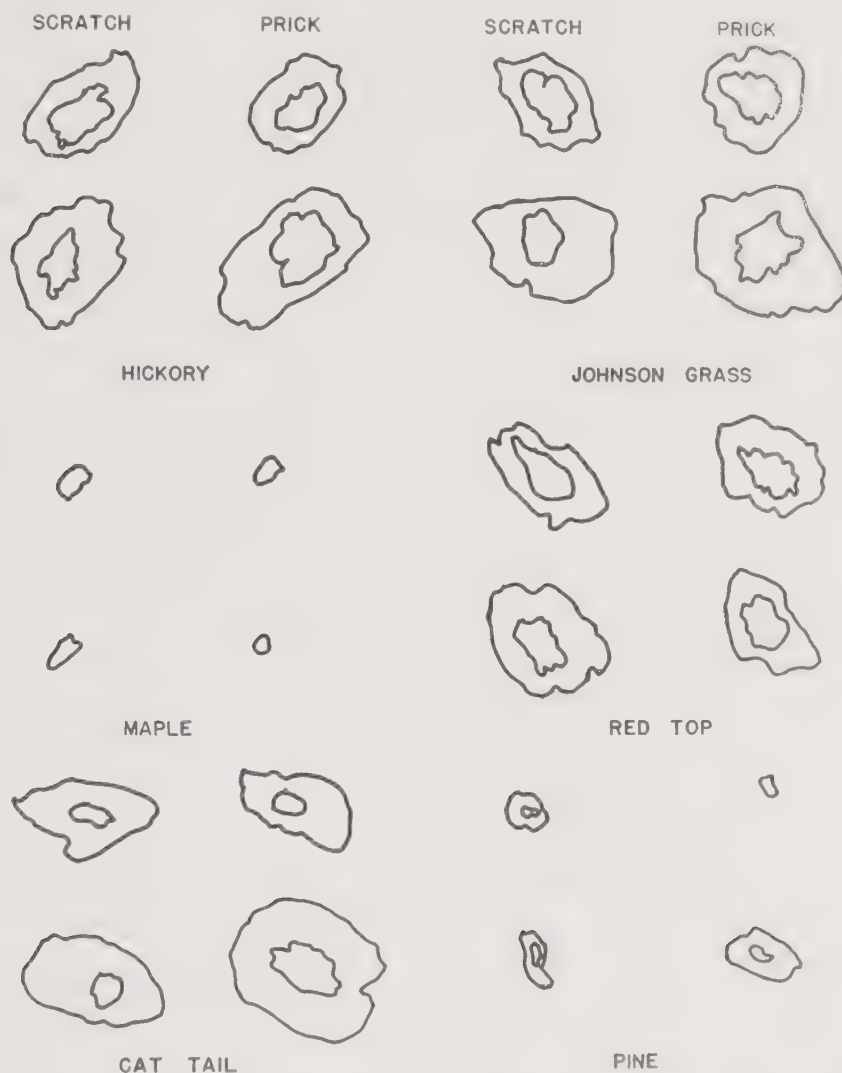 SCRATCH PRICK SCRATCH PRICK
HICKORY JOHNSON GRASS
MAPLE RED TOP
CAT TAIL PINE